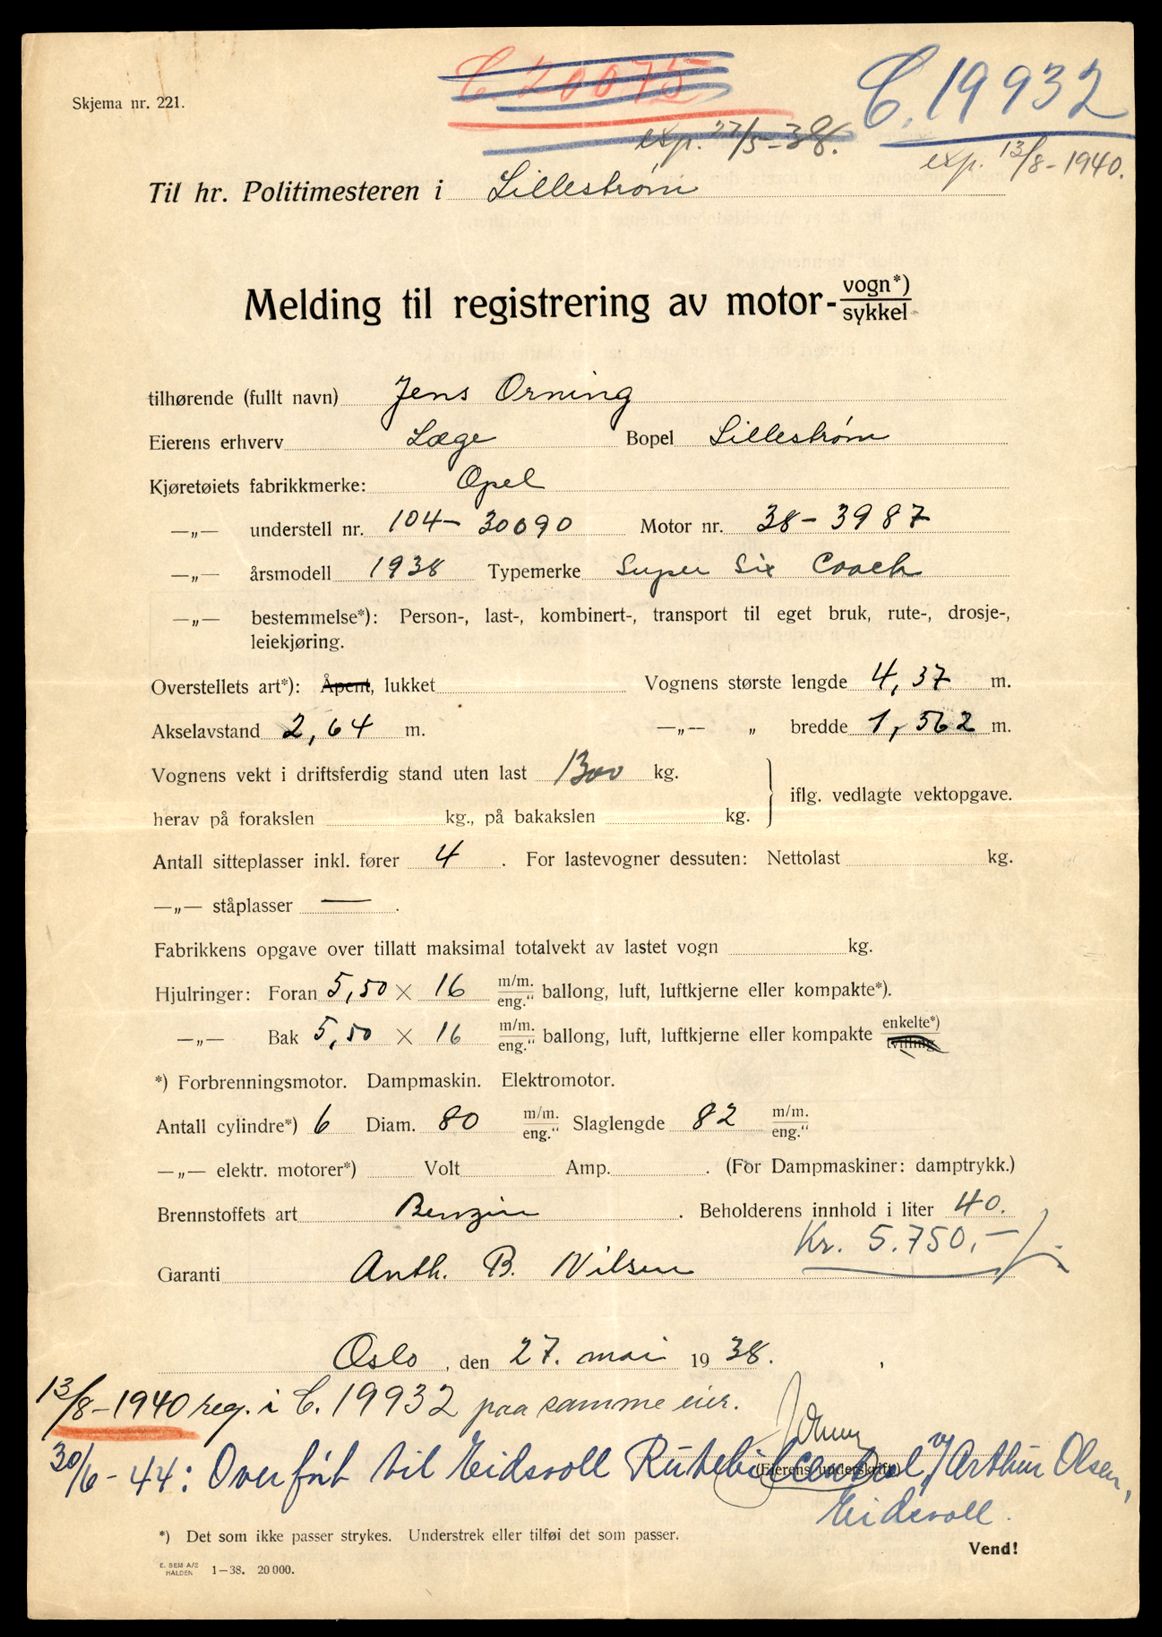 C 20075
C. 19932
Skjema nr. 221.
exp. 27/5-38.
exp. 13/8-1940.
Til hr. Politimesteren i Lillestrøm
Melding til registrering av motor-vogn*)
sykkel
tilhørende (fullt navn) Jens Orning
Eierens erhverv Læge Bopel Lillestrøm
Kjøretøiets fabrikkmerke: Opel
—„— understell nr. 104-30090 Motor nr. 38-3987
—„— årsmodell 1938 Typemerke Super Six Coach
—„— bestemmelse*): Person-, last-, kombinert-, transport til eget bruk, rute-, drosje-,
leiekjøring.
Overstellets art*): Åpent, lukket Vognens største lengde 4,37 m.
Akselavstand 2,64 m. —„— „ bredde 1,562 m.
Vognens vekt i driftsferdig stand uten last 1300 kg.
iflg. vedlagte vektopgave.
herav på forakslen kg., på bakakslen kg.
Antall sitteplasser inkl. fører 4 . For lastevogner dessuten: Nettolast kg.
—„— ståplasser — .
Fabrikkens opgave over tillatt maksimal totalvekt av lastet vogn kg.
Hjulringer: Foran 5,50 × 16 m/m. eng.“ ballong, luft, luftkjerne eller kompakte*).
—„— Bak 5,50 × 16 m/m. eng.“ ballong, luft, luftkjerne eller kompakte enkelte*) tvilling
*) Forbrenningsmotor. Dampmaskin. Elektromotor.
Antall cylindre*) 6 Diam. 80 m/m. eng.“ Slaglengde 82 m/m. eng.“
—„— elektr. motorer*) Volt Amp. . (For Dampmaskiner: damptrykk.)
Brennstoffets art Benzin . Beholderens innhold i liter 40.
Kr. 5.750,-
Garanti Anth. B. Nilsen
Oslo , den 27. mai 1938.
13/8-1940 reg. i C. 19932 paa samme eier.
(Eierens underskrift)
30/6-44: Overført til Eidsvoll Rutebilcentral v/ Arthur Olsen,
Eidsvoll.
*) Det som ikke passer strykes. Understrek eller tilføi det som passer.
Vend!
E. SEM A/S
HALDEN 1-38. 20 000.